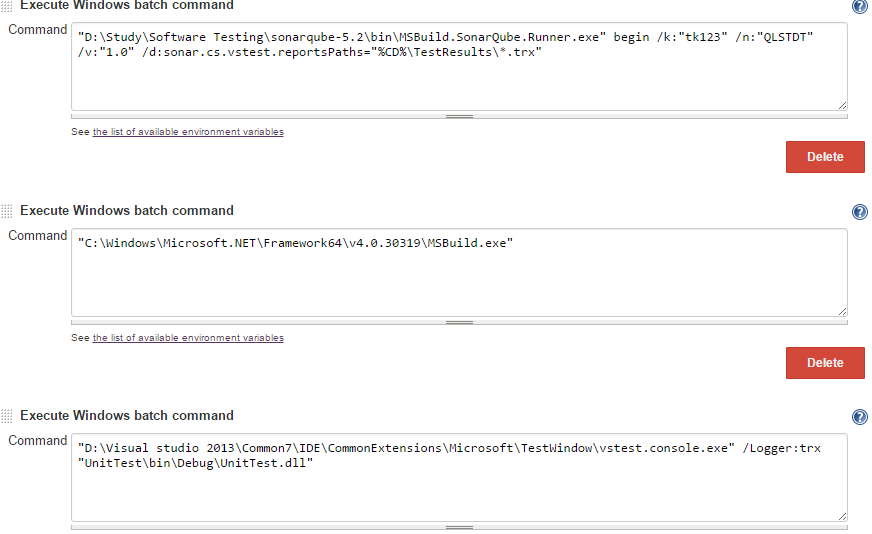 Execute Windows batch command
Command
"D:\Study\Software Testing\sonarqube-5.2\bin\MSBuild.SonarQube.Runner.exe" begin /k:"tk123" /n:"QLSTDT"
/v:"1.0" /d:sonar.cs.vstest.reportsPaths="%CD%\TestResults\*.trx"
See the list of available environment variables
Delete
Execute Windows batch command
Command
"C:\Windows\Microsoft.NET\Framework64\v4.0.30319\MSBuild.exe"
See the list of available environment variables
Delete
Execute Windows batch command
Command
"D:\Visual studio 2013\Common7\IDE\CommonExtensions\Microsoft\TestWindow\vstest.console.exe" /Logger:trx
"UnitTest\bin\Debug\UnitTest.dll"